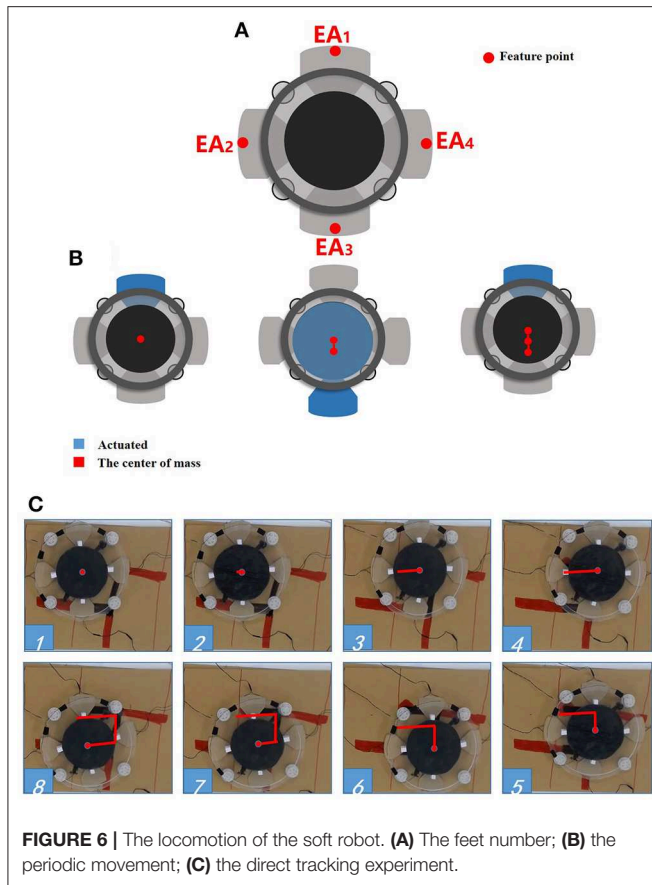 A
EA1
Feature point
EA2
EA4
EA3
B
Actuated
The center of mass
C
1
2
3
4
8
7
6
5
FIGURE 6 | The locomotion of the soft robot. (A) The feet number; (B) the
periodic movement; (C) the direct tracking experiment.